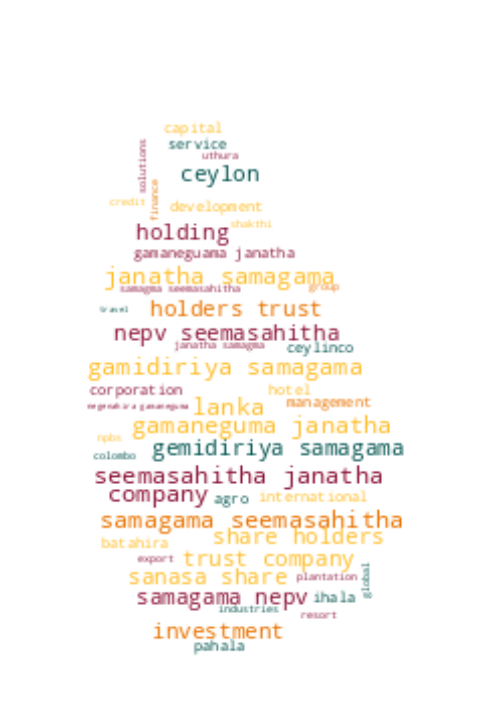 capital
service
uthura
solutions
ceylon
finance
credit
development
shakthi
holding
gamaneguama janatha
janatha samagama
samagma seemasahitha
group
travel
holders trust
nepv seemasahitha
janatha samagma
ceylinco
gamidiriya samagama
corporation
hotel
management
negenahira gamaneguma
lanka
gamaneguma janatha
npbs
colombo
gemidiriya samagama
seemasahitha janatha
company
agro
international
samagama seemasahitha
share holders
batahira
export
trust company
sanasa share
plantation
global
samagama nepv
ihala
industries
resort
investment
pahala